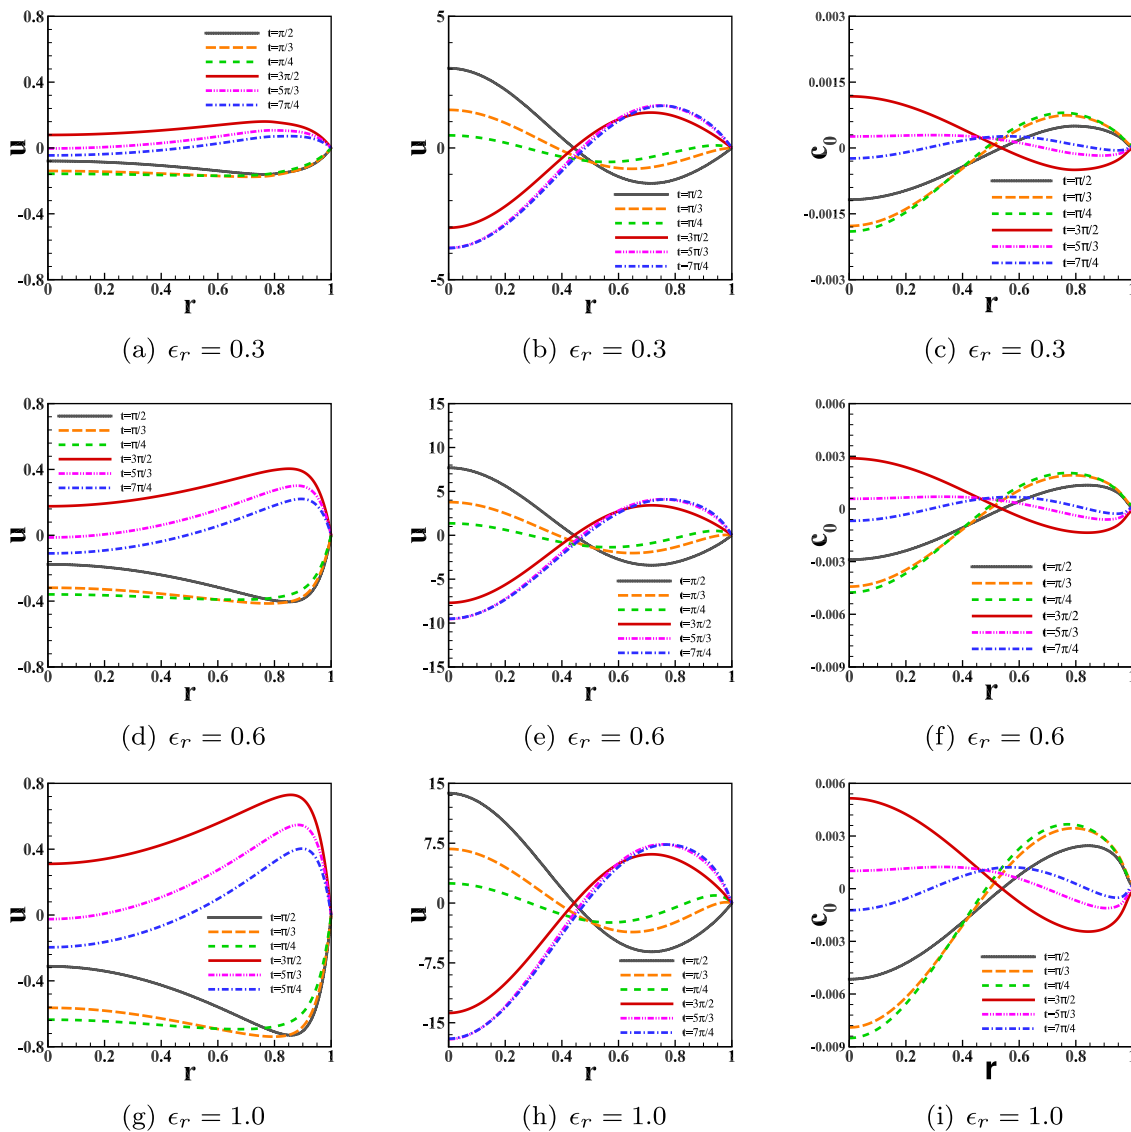 0.8
0.4
0
-0.4
-0.8
u
t=π/2
t=π/3
t=π/4
t=3π/2
t=5π/3
t=7π/4
0 0.2 0.4 0.6 0.8 1
r
(a) ϵr = 0.3
5
0
-5
u
t=π/2
t=π/3
t=π/4
t=3π/2
t=5π/3
t=7π/4
0 0.2 0.4 0.6 0.8 1
r
(b) ϵr = 0.3
0.003
0.0015
0
-0.0015
-0.003
c0
t=π/2
t=π/3
t=π/4
t=3π/2
t=5π/3
t=7π/4
0 0.2 0.4 0.6 0.8 1
r
(c) ϵr = 0.3
0.8
0.4
0
-0.4
-0.8
u
t=π/2
t=π/3
t=π/4
t=3π/2
t=5π/3
t=7π/4
0 0.2 0.4 0.6 0.8 1
r
(d) ϵr = 0.6
15
10
5
0
-5
-10
-15
u
t=π/2
t=π/3
t=π/4
t=3π/2
t=5π/3
t=7π/4
0 0.2 0.4 0.6 0.8 1
r
(e) ϵr = 0.6
0.006
0.003
0
-0.003
-0.006
-0.009
c0
t=π/2
t=π/3
t=π/4
t=3π/2
t=5π/3
t=7π/4
0 0.2 0.4 0.6 0.8 1
r
(f) ϵr = 0.6
0.8
0.4
0
-0.4
-0.8
u
t=π/2
t=π/3
t=π/4
t=3π/2
t=5π/3
t=5π/4
0 0.2 0.4 0.6 0.8 1
r
(g) ϵr = 1.0
15
7.5
0
-7.5
-15
u
t=π/2
t=π/3
t=π/4
t=3π/2
t=5π/3
t=7π/4
0 0.2 0.4 0.6 0.8 1
r
(h) ϵr = 1.0
0.006
0.003
0
-0.003
-0.006
-0.009
c0
t=π/2
t=π/3
t=π/4
t=3π/2
t=5π/3
t=7π/4
0 0.2 0.4 0.6 0.8 1
r
(i) ϵr = 1.0